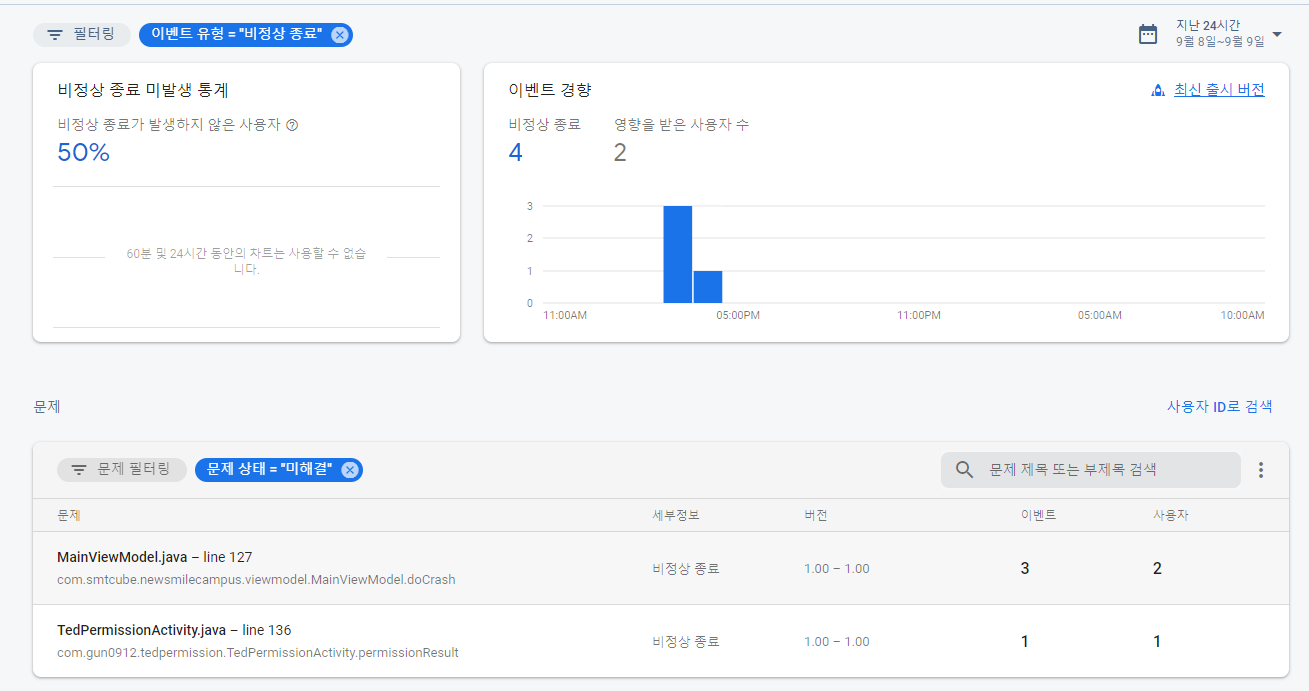 필터링
이벤트 유형 = "비정상 종료"
지난 24시간
9월 8일~9월 9일
비정상 종료 미발생 통계
비정상 종료가 발생하지 않은 사용자
50%
60분 및 24시간 동안의 차트는 사용할 수 없습
니다.
이벤트 경향
최신 출시 버전
비정상 종료 영향을 받은 사용자 수
4 2
3
2
1
0
11:00AM 05:00PM 11:00PM 05:00AM 10:00AM
문제
사용자 ID로 검색
문제 필터링
문제 상태 = "미해결"
문제 제목 또는 부제목 검색
문제 세부정보 버전 이벤트 사용자
MainViewModel.java – line 127
com.smtcube.newsmilecampus.viewmodel.MainViewModel.doCrash
비정상 종료 1.00 – 1.00 3 2
TedPermissionActivity.java – line 136
com.gun0912.tedpermission.TedPermissionActivity.permissionResult
비정상 종료 1.00 – 1.00 1 1